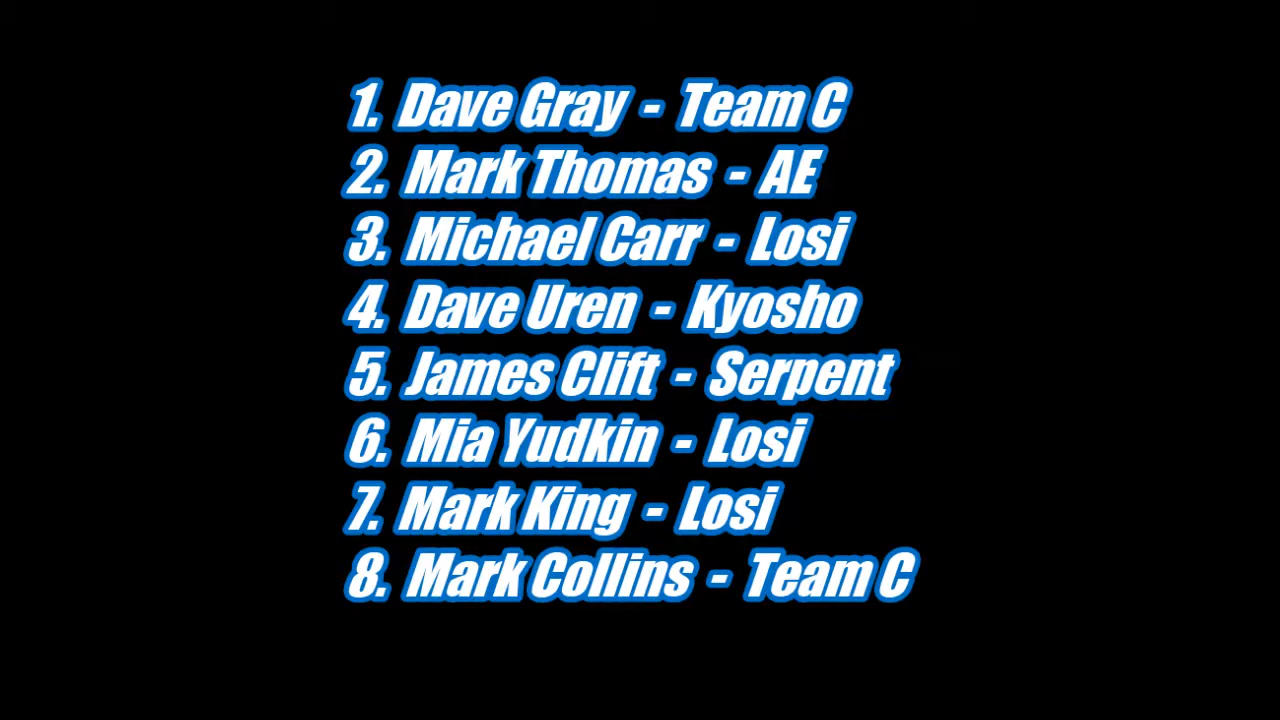 1. Dave Gray - Team C
2. Mark Thomas - AE
3. Michael Carr - Losi
4. Dave Uren - Kyosho
5. James Clift - Serpent
6. Mia Yudkin - Losi
7. Mark King - Losi
8. Mark Collins - Team C